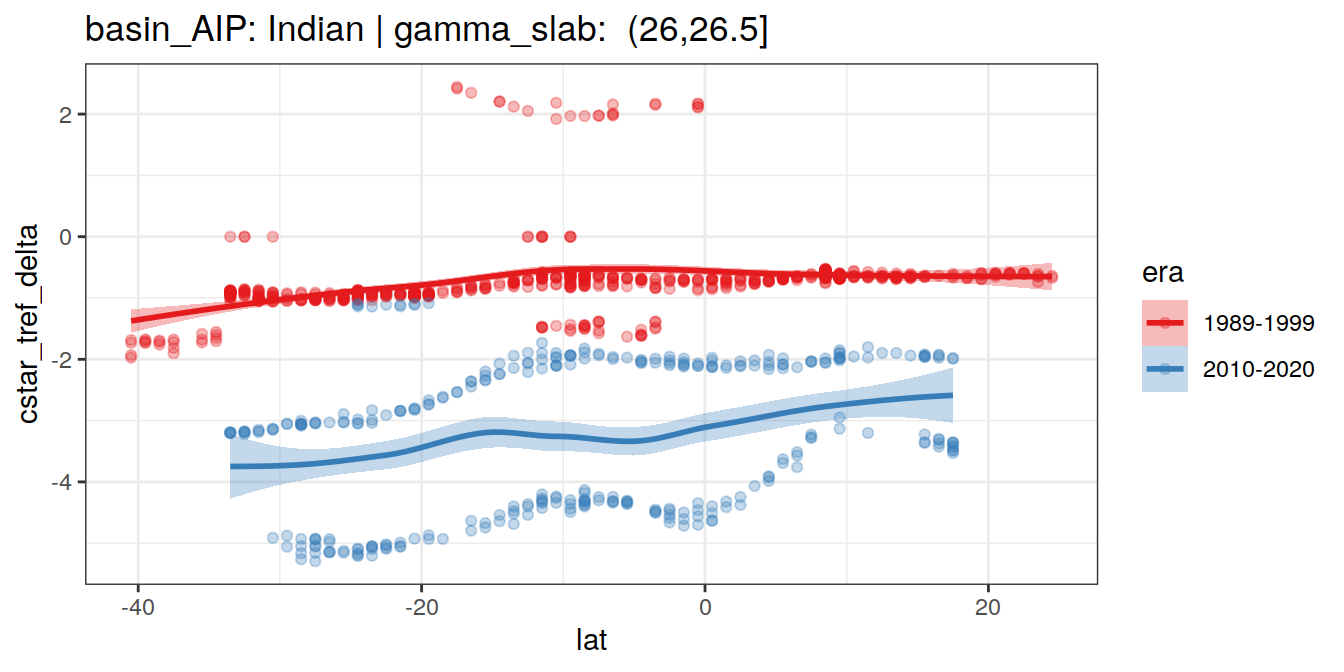 basin_AIP: Indian | gamma_slab:  (26,26.5]
cstar_tref_delta
2
0
-2
-4
-40
-20
0
20
lat
era
1989-1999
2010-2020